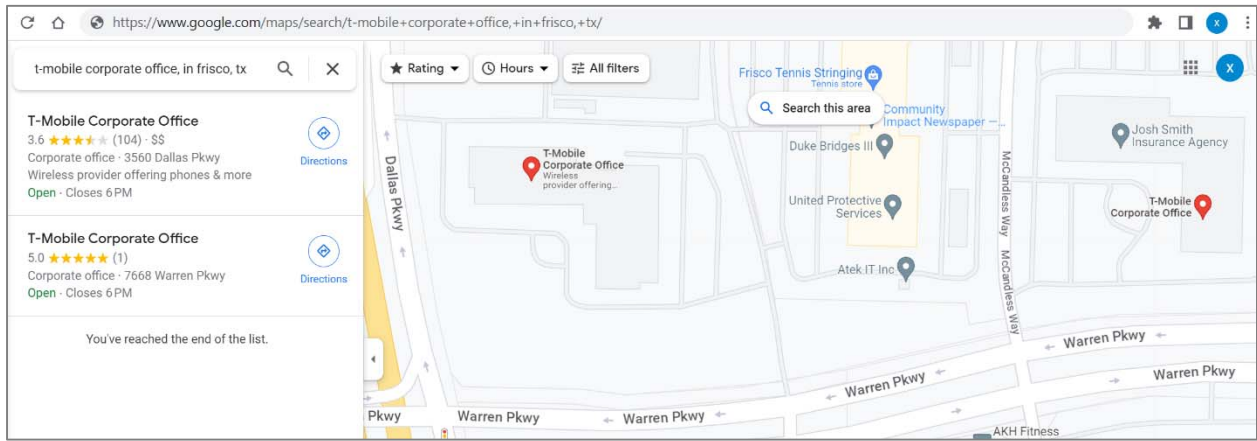 https://www.google.com/maps/search/t-mobile+corporate+office,+in+frisco,+tx/
X
t-mobile corporate office, in frisco, tx
T-Mobile Corporate Office
3.6 ★★★★★ (104) · $$
Corporate office · 3560 Dallas Pkwy
Wireless provider offering phones & more
Open · Closes 6 PM
Directions
T-Mobile Corporate Office
5.0 ★★★★★ (1)
Corporate office · 7668 Warren Pkwy
Open · Closes 6 PM
Directions
You've reached the end of the list.
Rating
Hours
All filters
Search this area
X
Frisco Tennis Stringing
Tennis store
Community
Impact Newspaper —...
Duke Bridges III
Josh Smith
Insurance Agency
T-Mobile
Corporate Office
Wireless
provider offering...
Dallas Pkwy
United Protective
Services
McCandless Way
McCandless Way
T-Mobile
Corporate Office
Atek IT Inc
Warren Pkwy
Warren Pkwy
Warren Pkwy
Pkwy
Warren Pkwy
Warren Pkwy
AKH Fitness